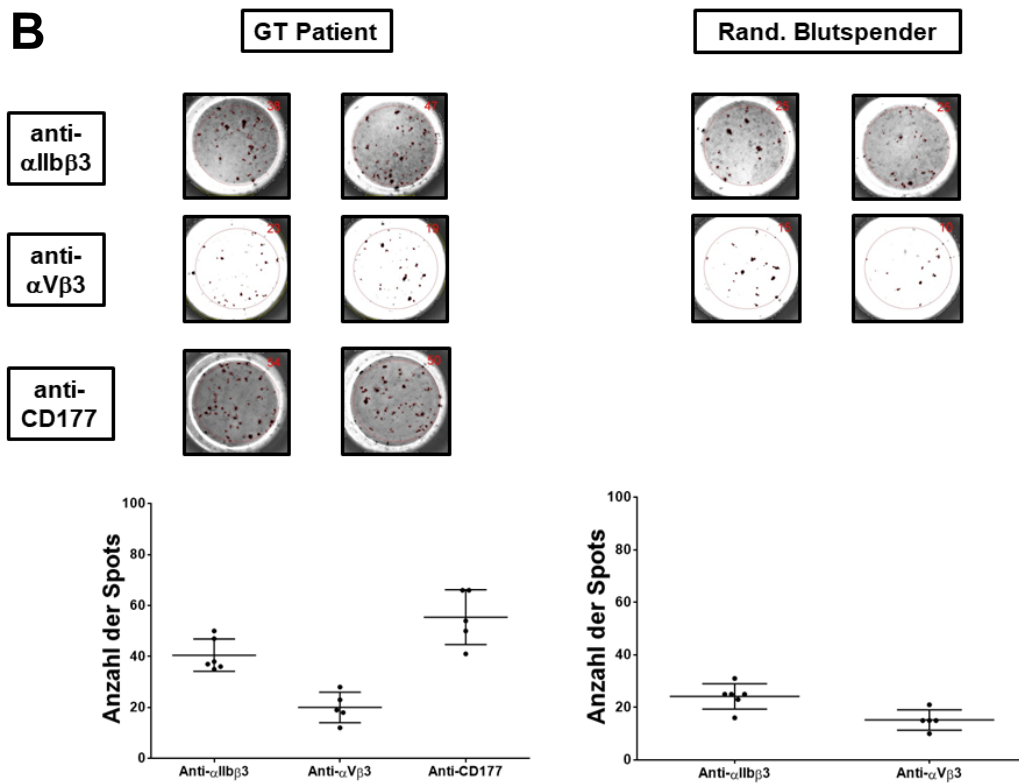 B
GT Patient
Rand. Blutspender
anti-
αIIbβ3
anti-
αVβ3
anti-
CD177
47
54
Anzahl der Spots
100
80
60
40
20
0
Anti-αIIbβ3
Anti-αVβ3
Anti-CD177
Anzahl der Spots
100
80
60
40
20
0
Anti-αIIbβ3
Anti-αVβ3